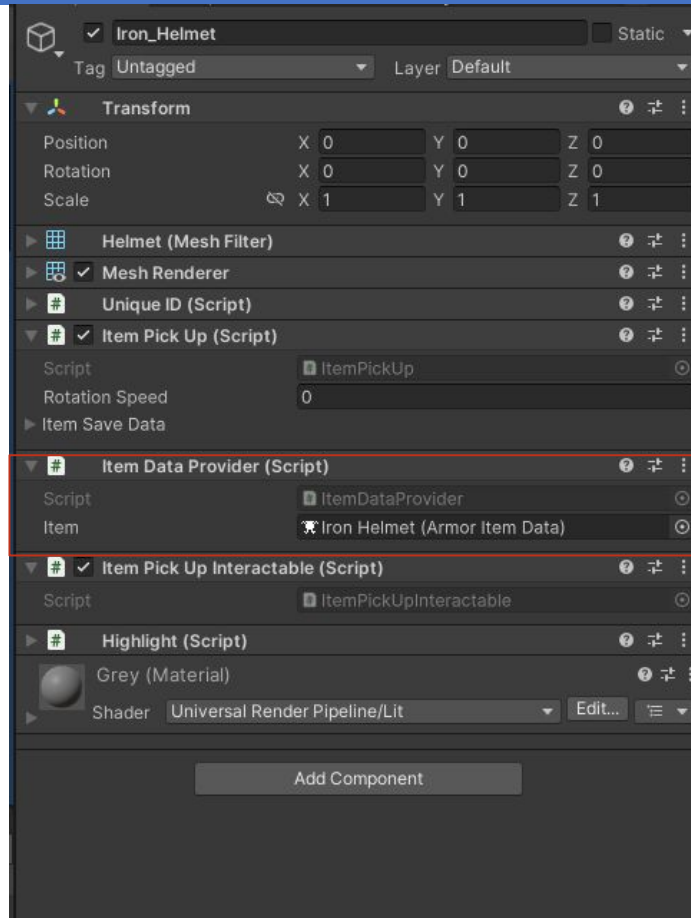 Iron_Helmet Static
Tag Untagged Layer Default
Transform
Position X 0 Y 0 Z 0
Rotation X 0 Y 0 Z 0
Scale X 1 Y 1 Z 1
Helmet (Mesh Filter)
Mesh Renderer
# Unique ID (Script)
# Item Pick Up (Script)
Script # ItemPickUp
Rotation Speed 0
Item Save Data
# Item Data Provider (Script)
Script # ItemDataProvider
Item Iron Helmet (Armor Item Data)
# Item Pick Up Interactable (Script)
Script # ItemPickUpInteractable
# Highlight (Script)
Grey (Material)
Shader Universal Render Pipeline/Lit Edit...
Add Component